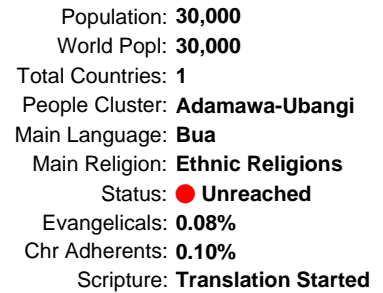 Population: 30,000
World Popl: 30,000
Total Countries: 1
People Cluster: Adamawa-Ubangi
Main Language: Bua
Main Religion: Ethnic Religions
Status: Unreached
Evangelicals: 0.08%
Chr Adherents: 0.10%
Scripture: Translation Started